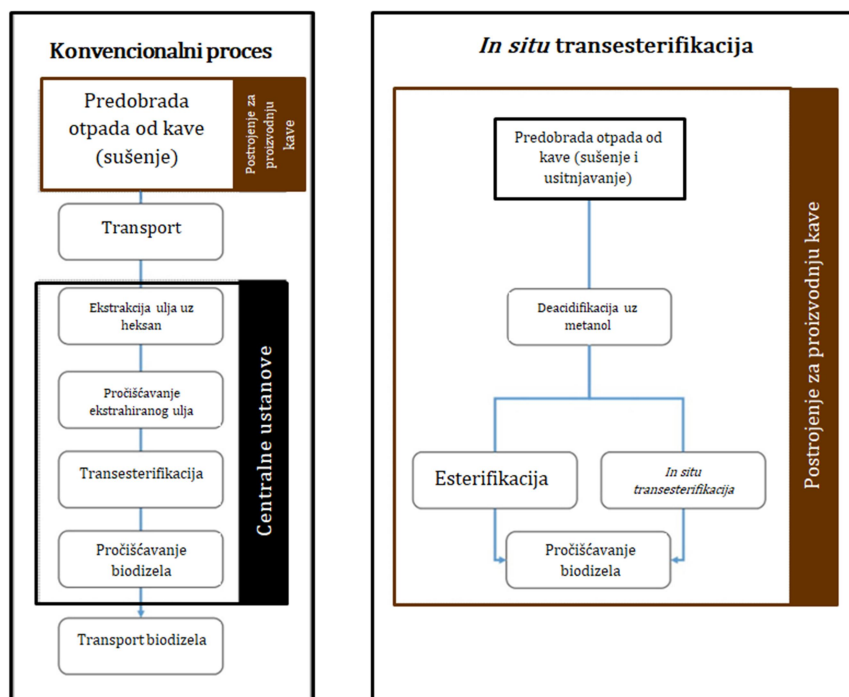 Konvencionalni proces
Predobrada
otpada od kave
(sušenje)
Postrojenje za
proizvodnju
kave
Transport
Ekstrakcija ulja uz
heksan
Pročišćavanje
ekstrahiranog ulja
Transesterifikacija
Pročišćavanje
biodizela
Centralne ustanove
Transport biodizela
In situ transesterifikacija
Predobrada otpada od
kave (sušenje i
usitnjavanje)
Deacidifikacija uz
metanol
Esterifikacija
In situ
transesterifikacija
Pročišćavanje
biodizela
Postrojenje za proizvodnju kave